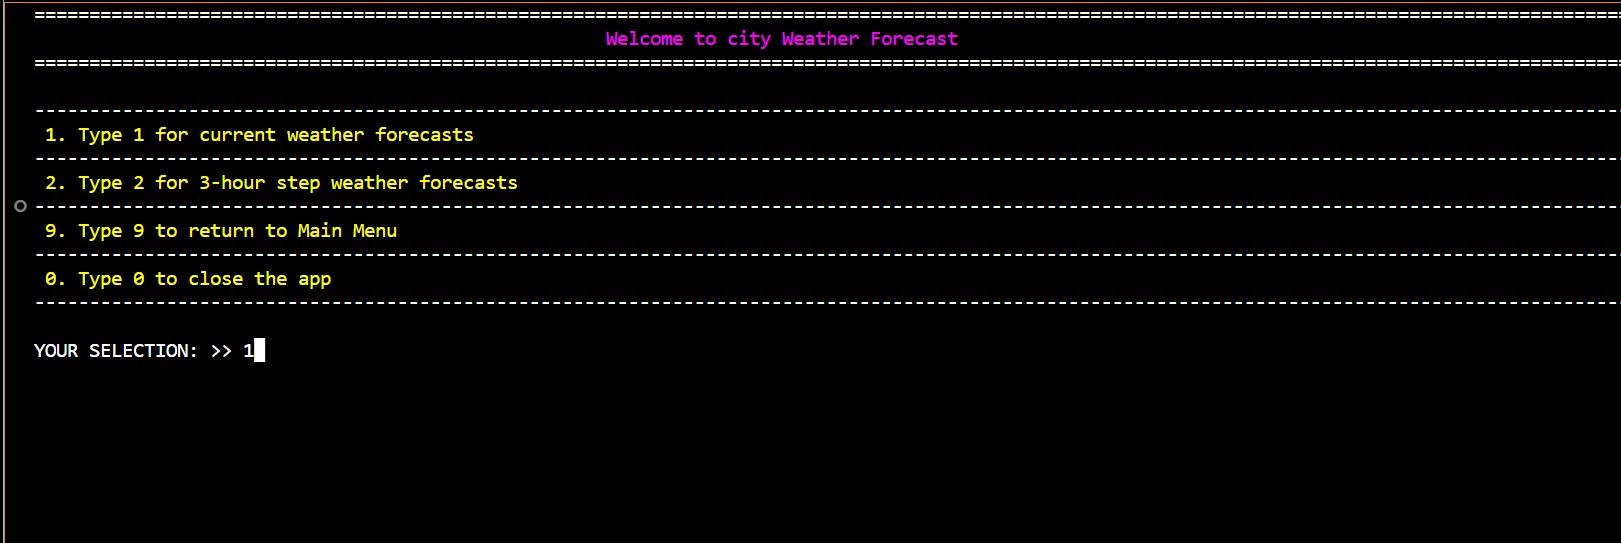 ================================================================================================================================================
Welcome to city Weather Forecast
================================================================================================================================================
------------------------------------------------------------------------------------------------------------------------------------------------
1. Type 1 for current weather forecasts
------------------------------------------------------------------------------------------------------------------------------------------------
2. Type 2 for 3-hour step weather forecasts
------------------------------------------------------------------------------------------------------------------------------------------------
9. Type 9 to return to Main Menu
------------------------------------------------------------------------------------------------------------------------------------------------
0. Type 0 to close the app
------------------------------------------------------------------------------------------------------------------------------------------------
YOUR SELECTION: >> 1